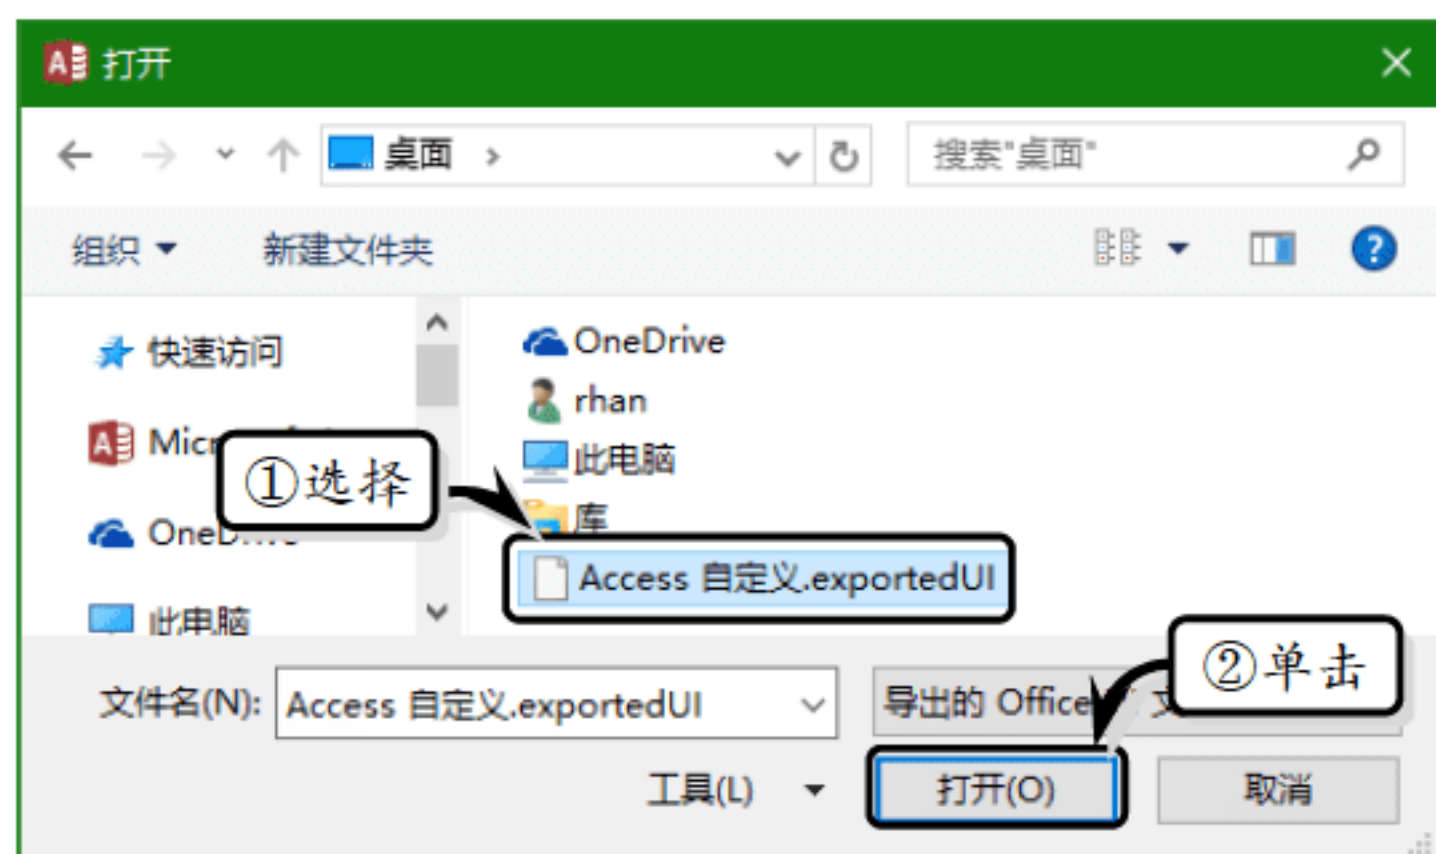 打开
桌面
搜索"桌面"
组织
新建文件夹
快速访问
OneDrive
rhan
此电脑
库
①选择
Access 自定义.exportedUI
此电脑
②单击
文件名(N): Access 自定义.exportedUI
导出的 Office
工具(L) 打开(O) 取消